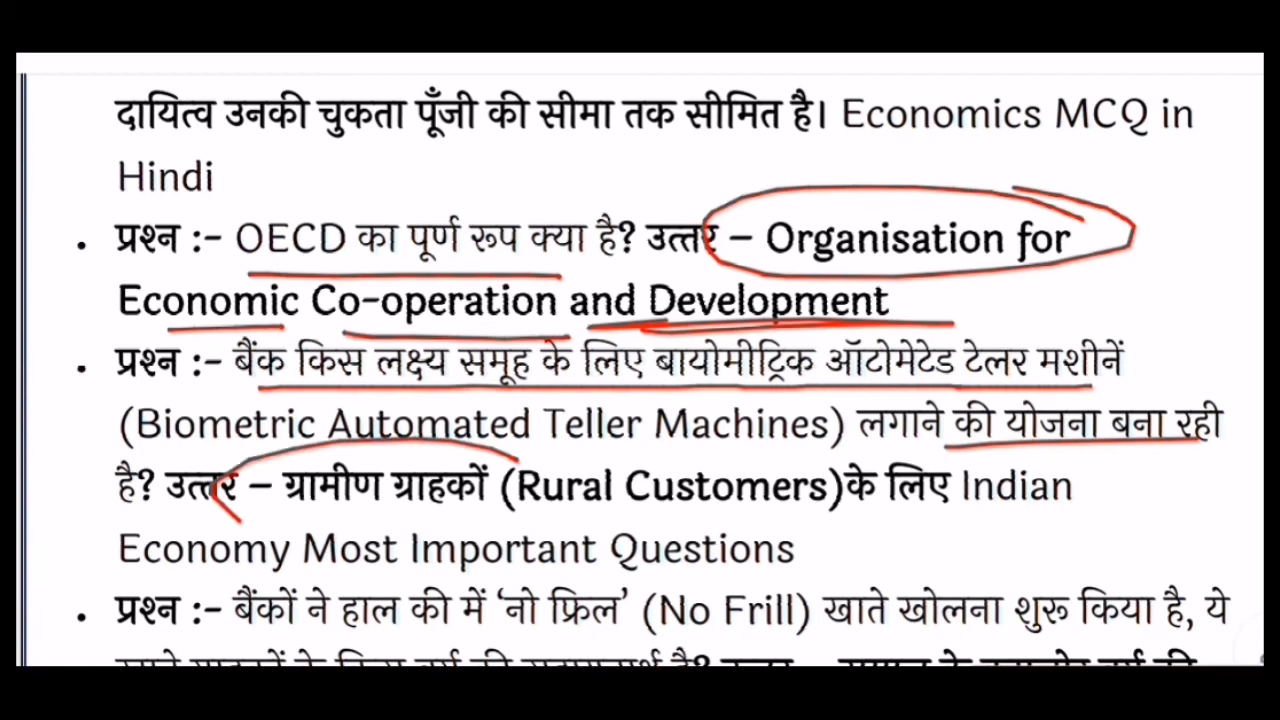 दायित्व उनकी चुकता पूँजी की सीमा तक सीमित है। Economics MCQ in
Hindi
• प्रश्न :- OECD का पूर्ण रूप क्या है? उत्तर – Organisation for
Economic Co-operation and Development
• प्रश्न :- बैंक किस लक्ष्य समूह के लिए बायोमीट्रिक ऑटोमेटेड टेलर मशीनें
(Biometric Automated Teller Machines) लगाने की योजना बना रही
है? उत्तर – ग्रामीण ग्राहकों (Rural Customers)के लिए Indian
Economy Most Important Questions
• प्रश्न :- बैंकों ने हाल की में ‘नो फ्रिल’ (No Frill) खाते खोलना शुरू किया है, ये